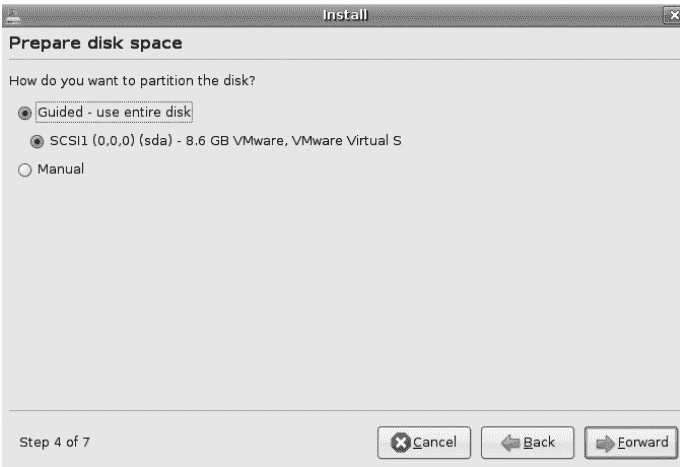 Install
Prepare disk space
How do you want to partition the disk?
Guided - use entire disk
SCSI1 (0,0,0) (sda) - 8.6 GB VMware, VMware Virtual S
Manual
Step 4 of 7
Cancel
Back
Forward